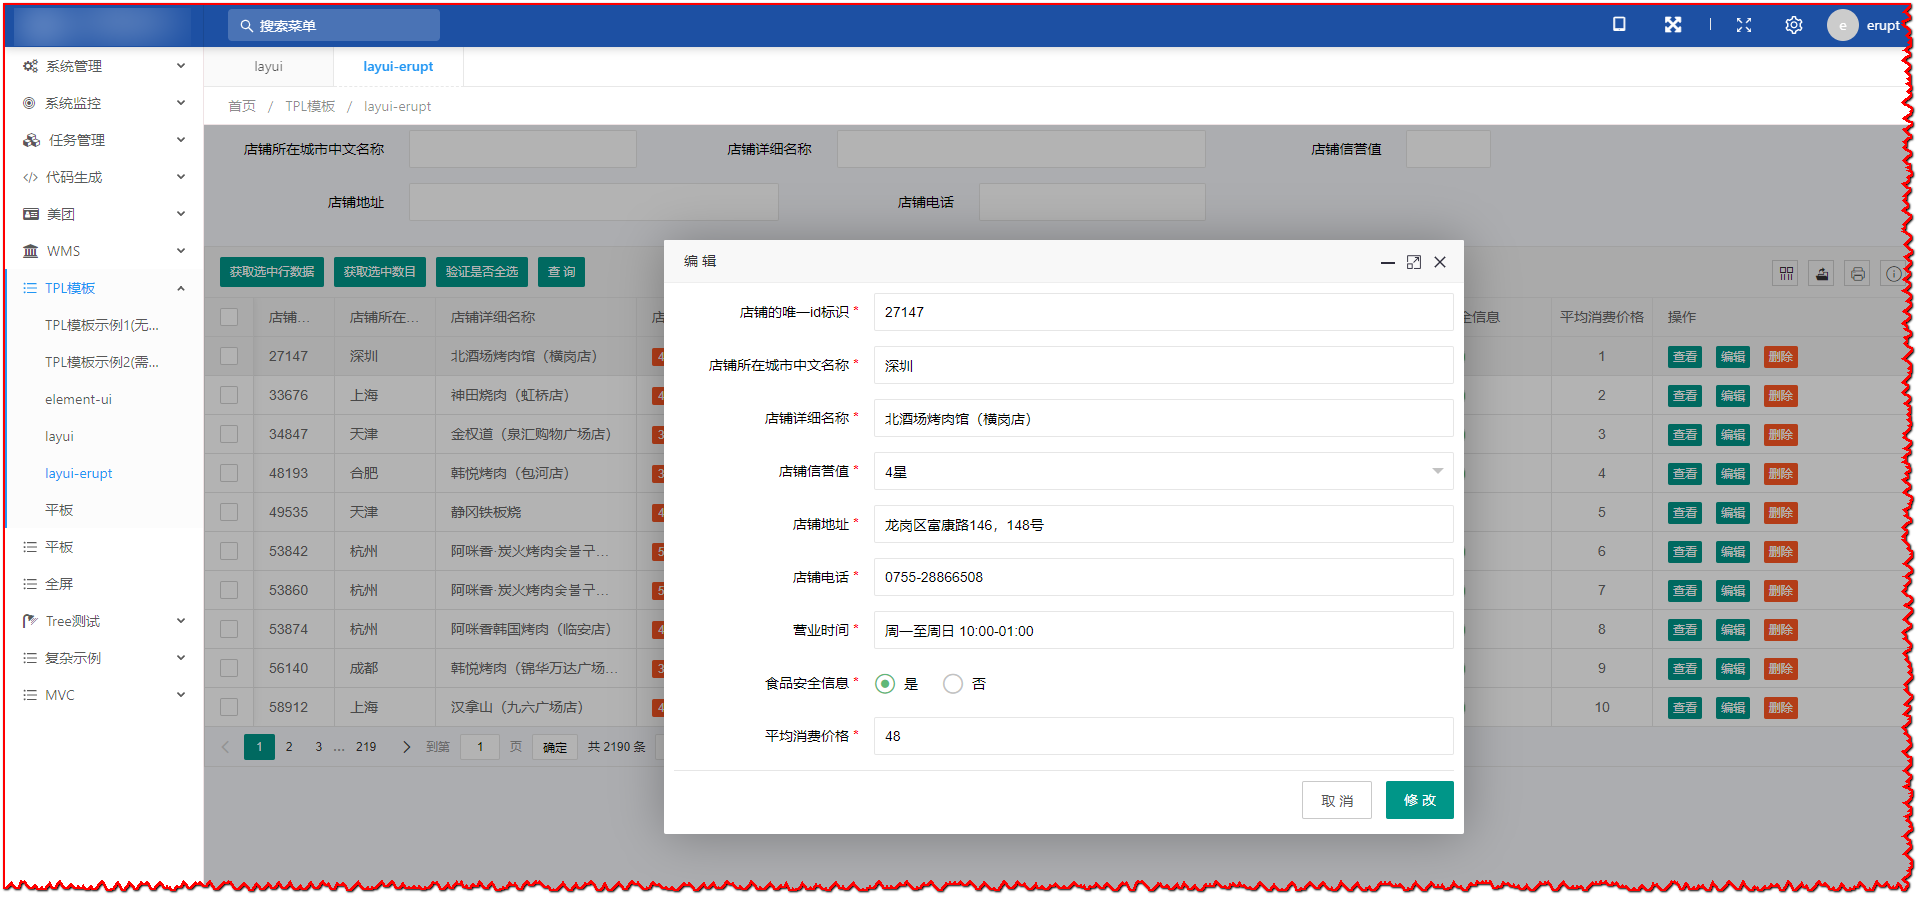 搜索菜单
erupt
e
系统管理
系统监控
任务管理
代码生成
美团
WMS
TPL模板
TPL模板示例1(无...
TPL模板示例2(需...
element-ui
layui
layui-erupt
平板
平板
全屏
Tree测试
复杂示例
MVC
layui
layui-erupt
首页 / TPL模板 / layui-erupt
店铺所在城市中文名称
店铺详细名称
店铺信誉值
店铺地址
店铺电话
获取选中行数据 获取选中数目 验证是否全选 查 询
店铺... 店铺所在... 店铺详细名称 店 全信息 平均消费价格 操作
27147 深圳 北酒场烤肉馆（横岗店） 4 1 查看 编辑 删除
33676 上海 神田烧肉（虹桥店） 4 2 查看 编辑 删除
34847 天津 金权道（泉汇购物广场店） 3 3 查看 编辑 删除
48193 合肥 韩悦烤肉（包河店） 3 4 查看 编辑 删除
49535 天津 静冈铁板烧 4 5 查看 编辑 删除
53842 杭州 阿咪香·炭火烤肉숯불구... 5 6 查看 编辑 删除
53860 杭州 阿咪香·炭火烤肉숯불구... 5 7 查看 编辑 删除
53874 杭州 阿咪香韩国烤肉（临安店） 4 8 查看 编辑 删除
56140 成都 韩悦烤肉（锦华万达广场... 3 9 查看 编辑 删除
58912 上海 汉拿山（九六广场店） 4 10 查看 编辑 删除
1 2 3 ... 219 到第 1 页 确定 共 2190 条
编 辑
店铺的唯一id标识 * 27147
店铺所在城市中文名称 * 深圳
店铺详细名称 * 北酒场烤肉馆（横岗店）
店铺信誉值 * 4星
店铺地址 * 龙岗区富康路146，148号
店铺电话 * 0755-28866508
营业时间 * 周一至周日 10:00-01:00
食品安全信息 * 是 否
平均消费价格 * 48
取 消 修 改